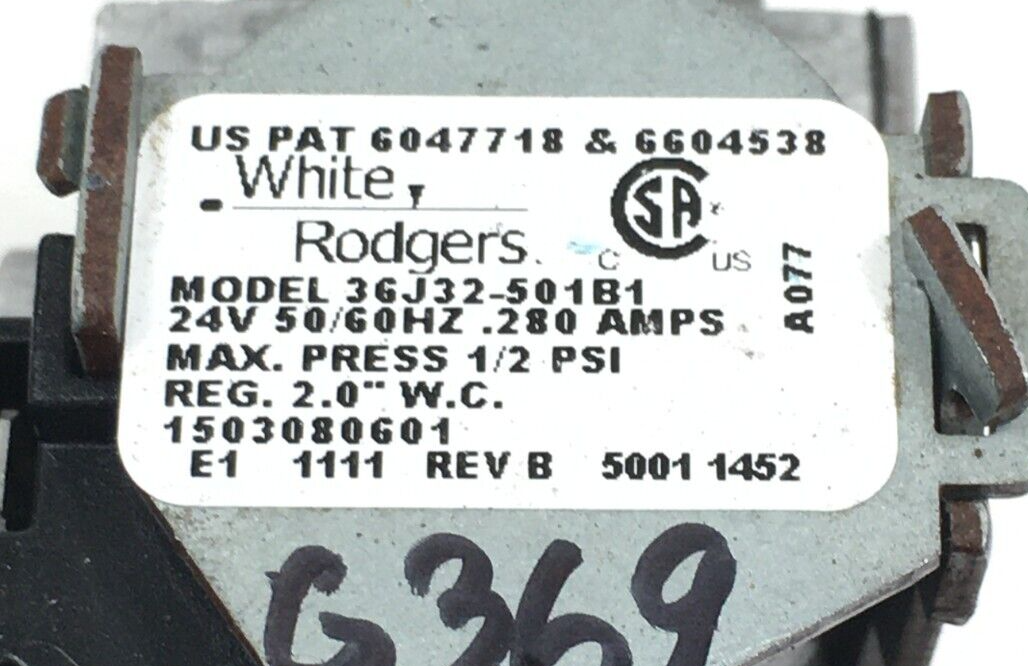 US PAT 6047718 & 6604538
White
Rodgers
CSA
C US
A077
MODEL 36J32-501B1
24V 50/60HZ .280 AMPS
MAX. PRESS 1/2 PSI
REG. 2.0" W.C.
1503080601
E1 1111 REV B 5001 1452
G369